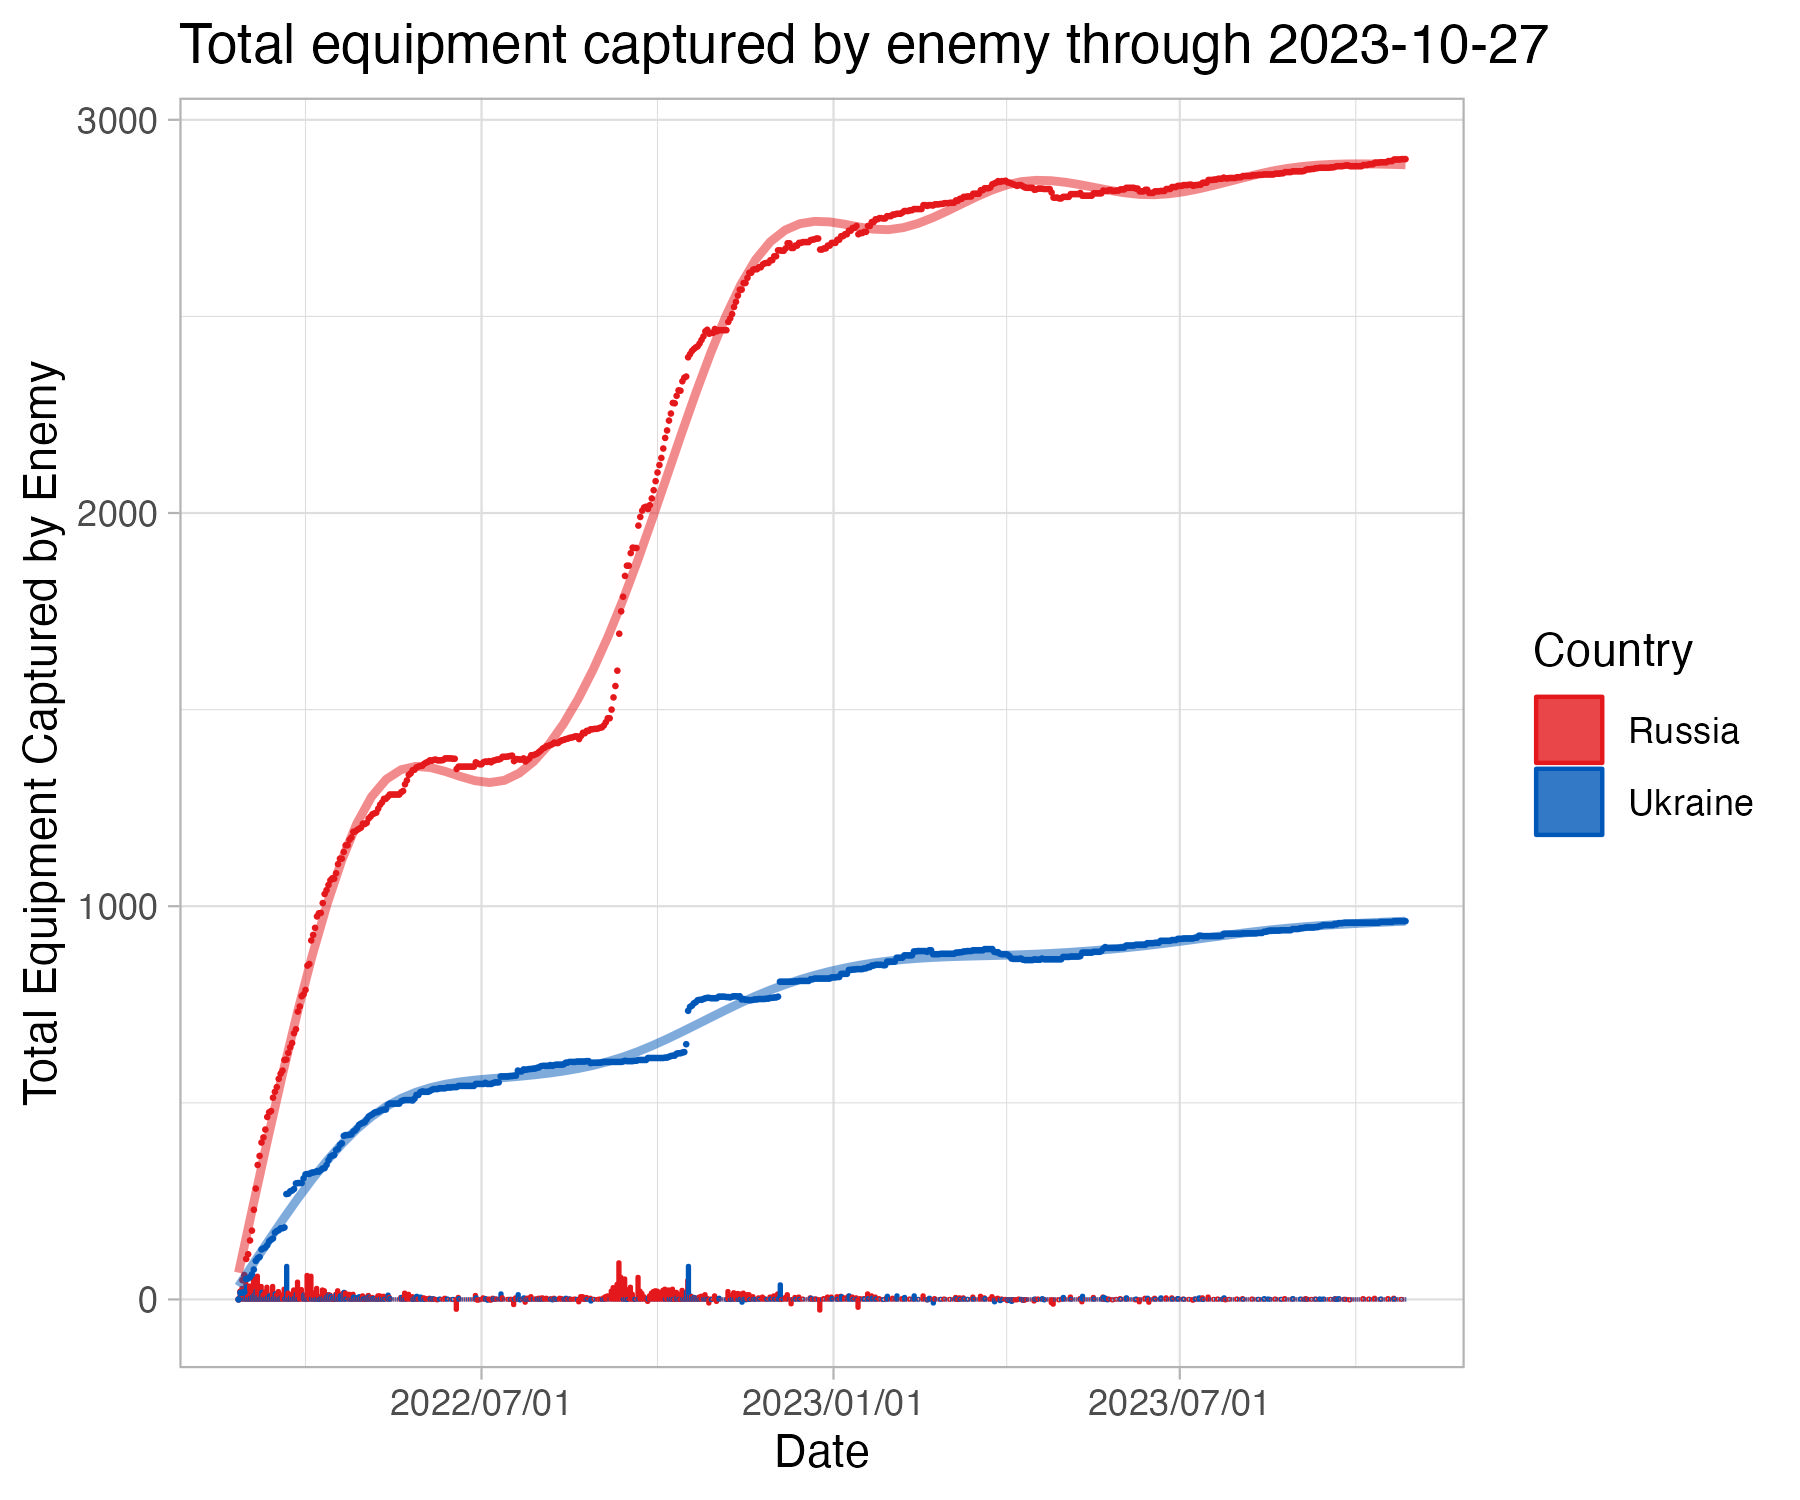 Total equipment captured by enemy through 2023-10-27
Total Equipment Captured by Enemy
3000
2000
1000
0
2022/07/01
2023/01/01
2023/07/01
Date
Country
Russia
Ukraine